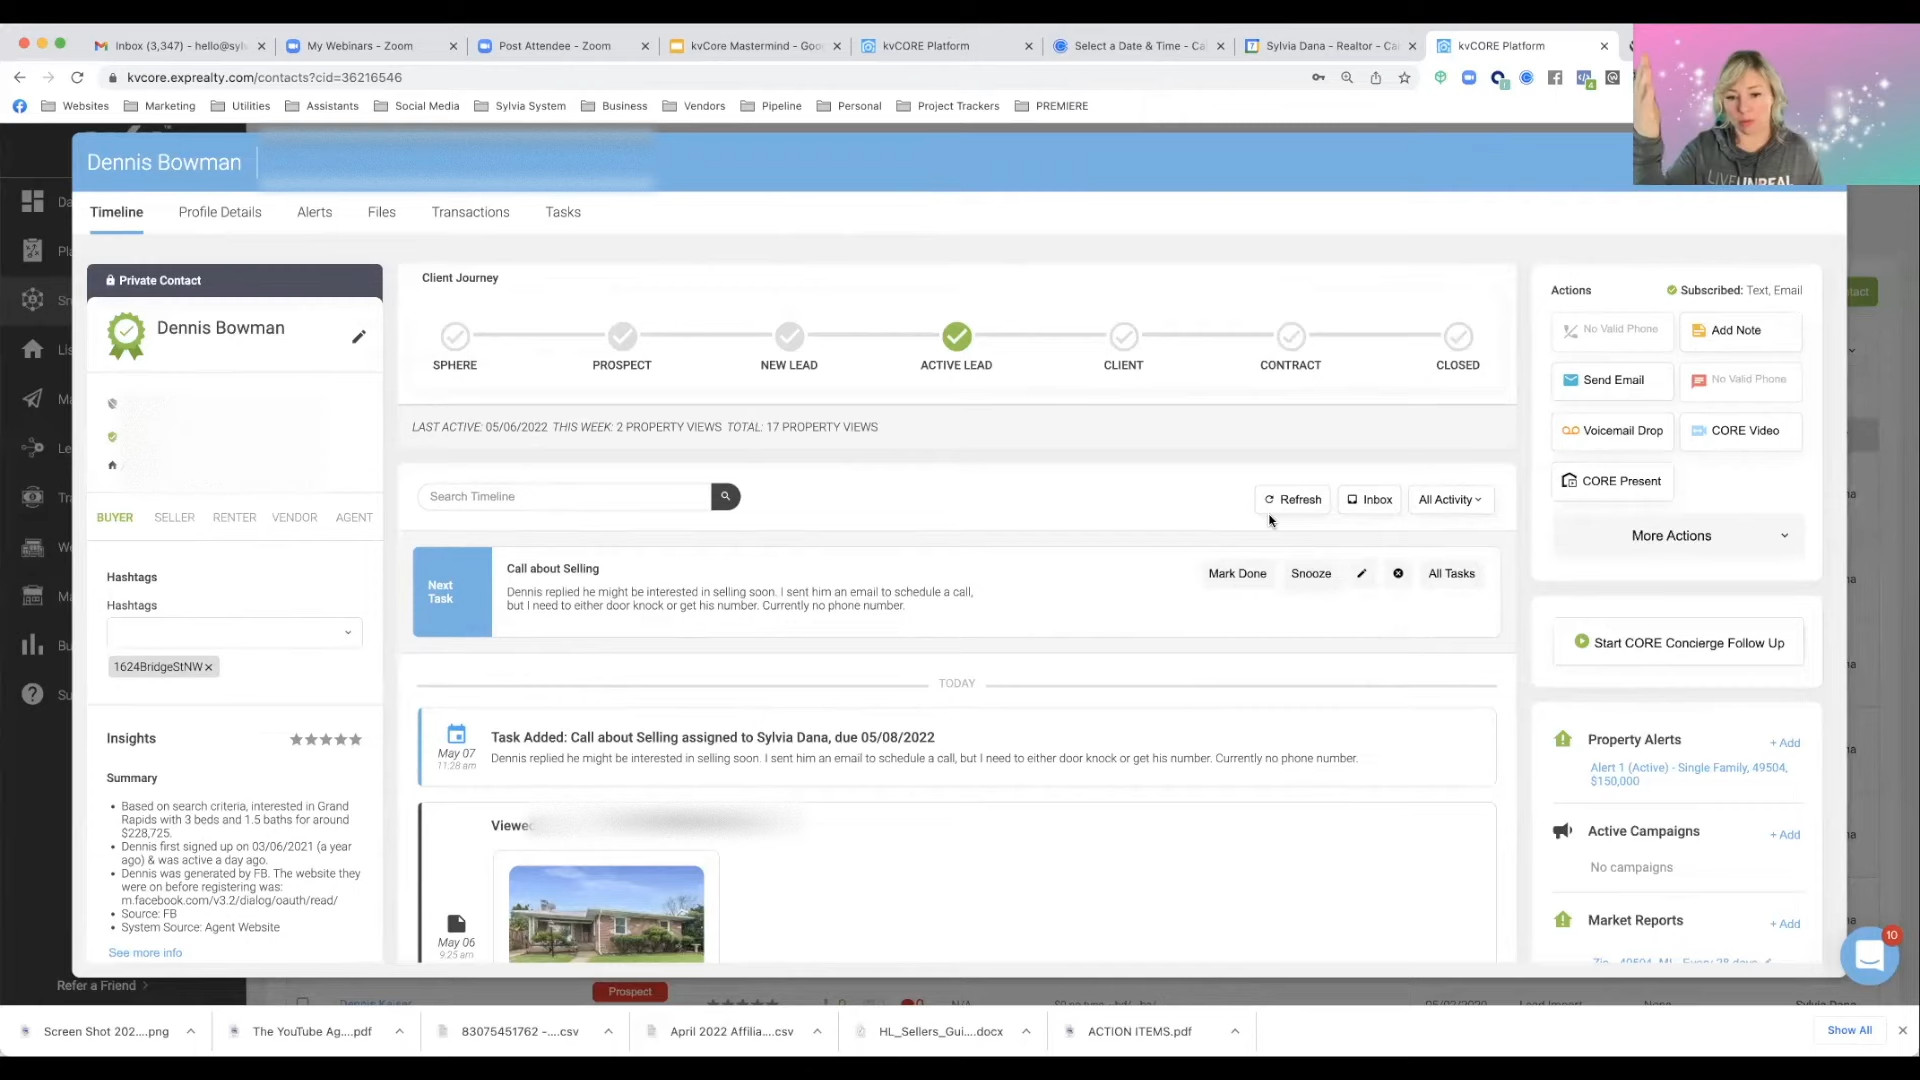 Inbox (3,347) - hello@syl
My Webinars - Zoom
Post Attendee - Zoom
kvCore Mastermind - Goo
kvCORE Platform
Select a Date & Time - Ca
Sylvia Dana - Realtor - Ca
kvCORE Platform
kvcore.exprealty.com/contacts?cid=36216546
Websites
Marketing
Utilities
Assistants
Social Media
Sylvia System
Business
Vendors
Pipeline
Personal
Project Trackers
PREMIERE
LIVEUNREAL
Dennis Bowman
Timeline
Profile Details
Alerts
Files
Transactions
Tasks
Private Contact
Dennis Bowman
BUYER
SELLER
RENTER
VENDOR
AGENT
Hashtags
Hashtags
1624BridgeStNW
Insights
Summary
• Based on search criteria, interested in Grand
Rapids with 3 beds and 1.5 baths for around
$228,725.
• Dennis first signed up on 03/06/2021 (a year
ago) & was active a day ago.
• Dennis was generated by FB. The website they
were on before registering was:
m.facebook.com/v3.2/dialog/oauth/read/
• Source: FB
• System Source: Agent Website
See more info
Client Journey
SPHERE
PROSPECT
NEW LEAD
ACTIVE LEAD
CLIENT
CONTRACT
CLOSED
LAST ACTIVE: 05/06/2022 THIS WEEK: 2 PROPERTY VIEWS TOTAL: 17 PROPERTY VIEWS
Search Timeline
Refresh
Inbox
All Activity
Next
Task
Call about Selling
Dennis replied he might be interested in selling soon. I sent him an email to schedule a call,
but I need to either door knock or get his number. Currently no phone number.
Mark Done
Snooze
All Tasks
TODAY
May 07
11:28 am
Task Added: Call about Selling assigned to Sylvia Dana, due 05/08/2022
Dennis replied he might be interested in selling soon. I sent him an email to schedule a call, but I need to either door knock or get his number. Currently no phone number.
Viewed
May 06
9:25 am
Actions
Subscribed: Text, Email
No Valid Phone
Add Note
Send Email
No Valid Phone
Voicemail Drop
CORE Video
CORE Present
More Actions
Start CORE Concierge Follow Up
Property Alerts
+ Add
Alert 1 (Active) - Single Family, 49504,
$150,000
Active Campaigns
+ Add
No campaigns
Market Reports
+ Add
10
Refer a Friend
Prospect
Screen Shot 202....png
The YouTube Ag....pdf
83075451762 -....csv
April 2022 Affilia....csv
HL_Sellers_Gui....docx
ACTION ITEMS.pdf
Show All